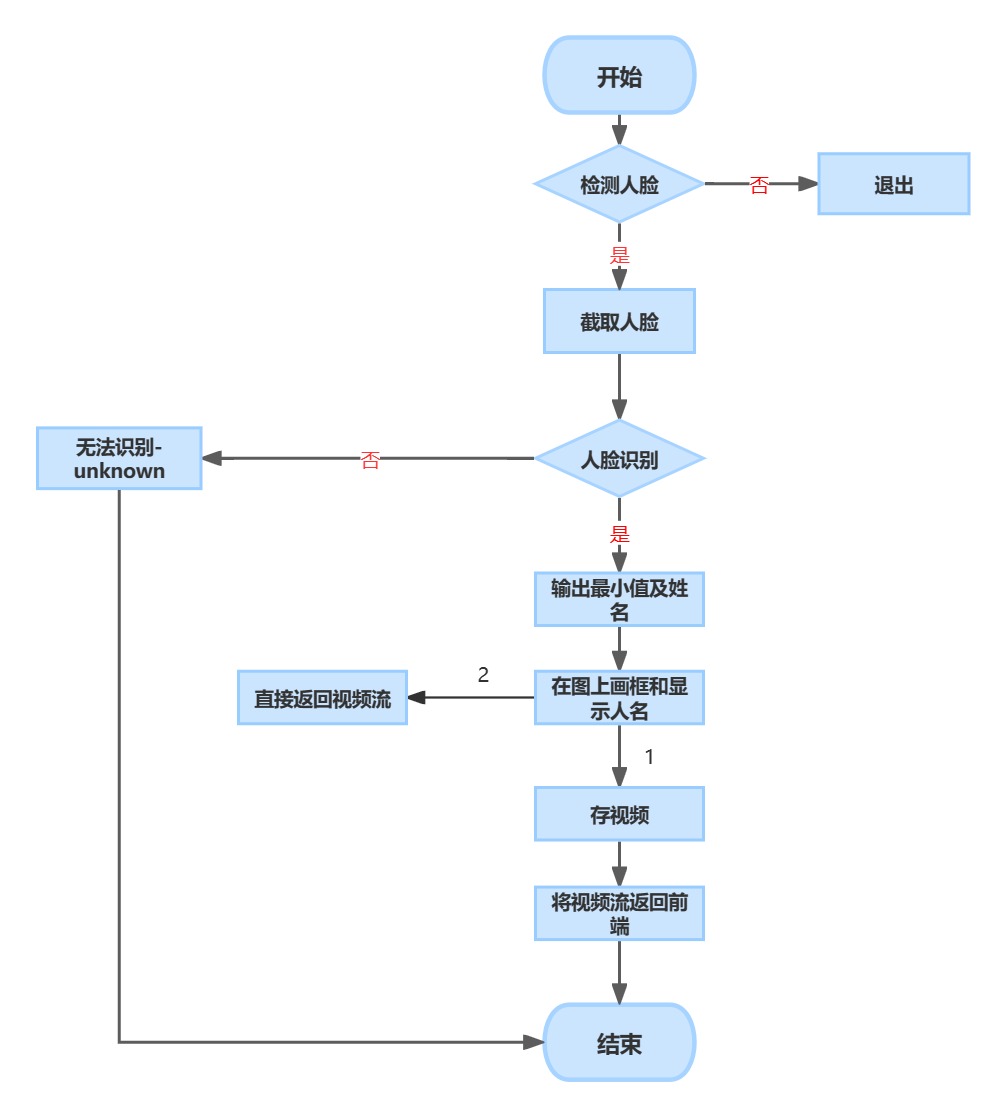 开始
检测人脸
否
退出
是
截取人脸
人脸识别
否
无法识别-
unknown
是
输出最小值及姓
名
在图上画框和显
示人名
2
直接返回视频流
1
存视频
将视频流返回前
端
结束